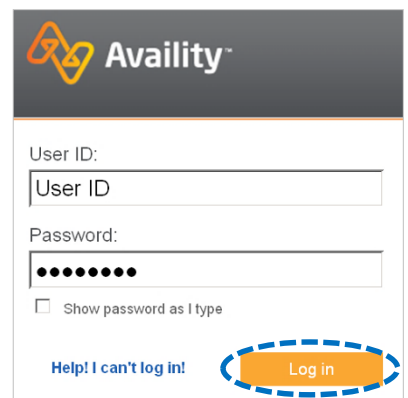 Availity™
User ID:
User ID
Password:
●●●●●●●●
Show password as I type
Help! I can't log in!
Log in